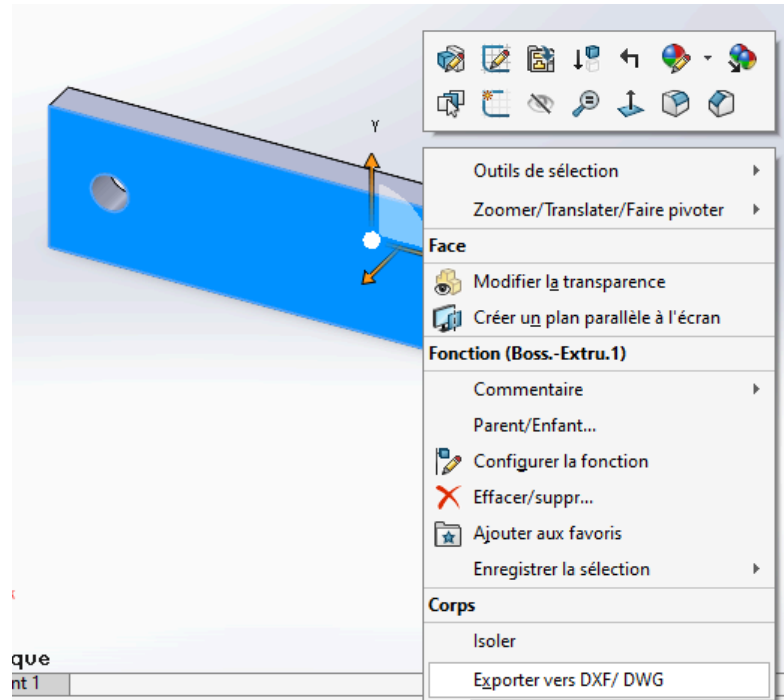 Y
Outils de sélection
Zoomer/Translater/Faire pivoter
Face
Modifier la transparence
Créer un plan parallèle à l'écran
Fonction (Boss.-Extru.1)
Commentaire
Parent/Enfant...
Configurer la fonction
Effacer/suppr...
Ajouter aux favoris
Enregistrer la sélection
Corps
Isoler
que
Exporter vers DXF/ DWG
nt 1